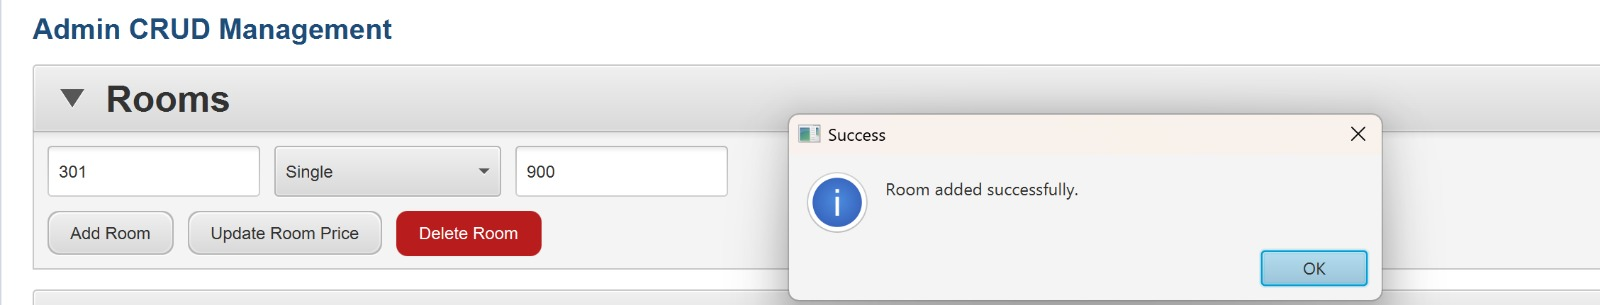 Admin CRUD Management
Rooms
301
Single
900
Add Room
Update Room Price
Delete Room
Success
Room added successfully.
OK